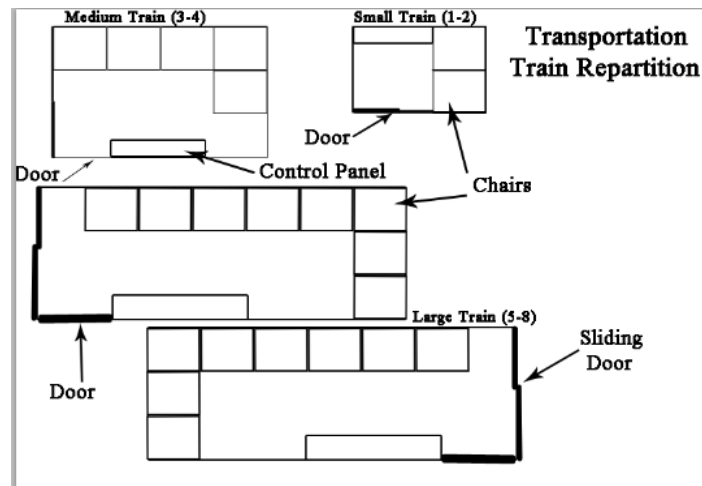 Medium Train (3-4)
Small Train (1-2)
Transportation
Train Repartition
Door
Control Panel
Door
Chairs
Large Train (5-8)
Door
Sliding
Door